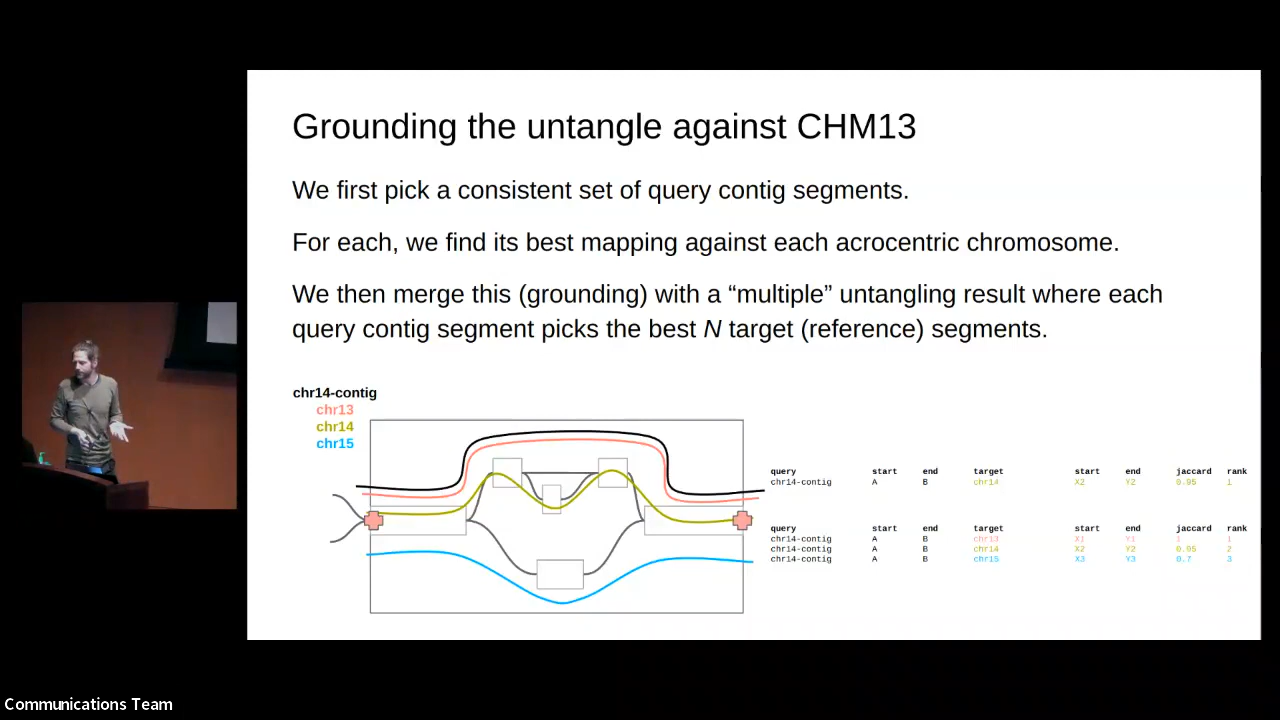 Grounding the untangle against CHM13
We first pick a consistent set of query contig segments.
For each, we find its best mapping against each acrocentric chromosome.
We then merge this (grounding) with a “multiple” untangling result where each
query contig segment picks the best N target (reference) segments.
chr14-contig
chr13
chr14
chr15
query start end target start end jaccard rank
chr14-contig A B chr14 X2 Y2 0.95 1
query start end target start end jaccard rank
chr14-contig A B chr13 X1 Y1 1 1
chr14-contig A B chr14 X2 Y2 0.95 2
chr14-contig A B chr15 X3 Y3 0.7 3
Communications Team